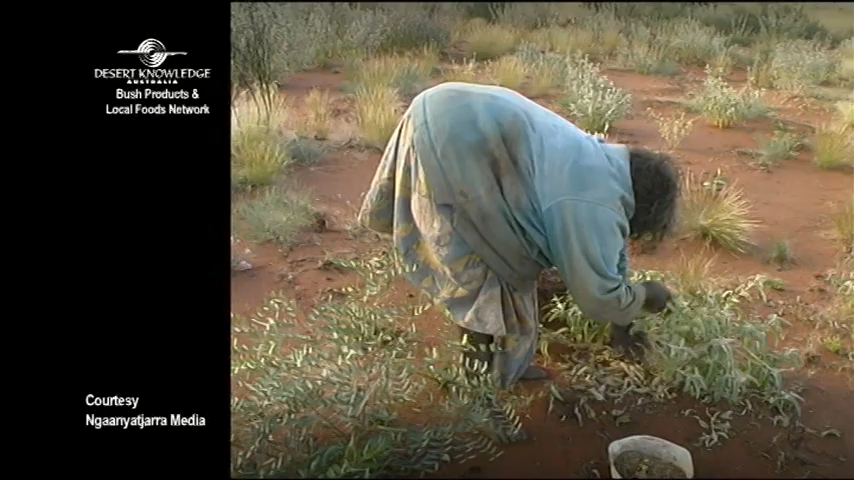 DESERT KNOWLEDGE
AUSTRALIA
Bush Products &
Local Foods Network
Courtesy
Ngaanyatjarra Media